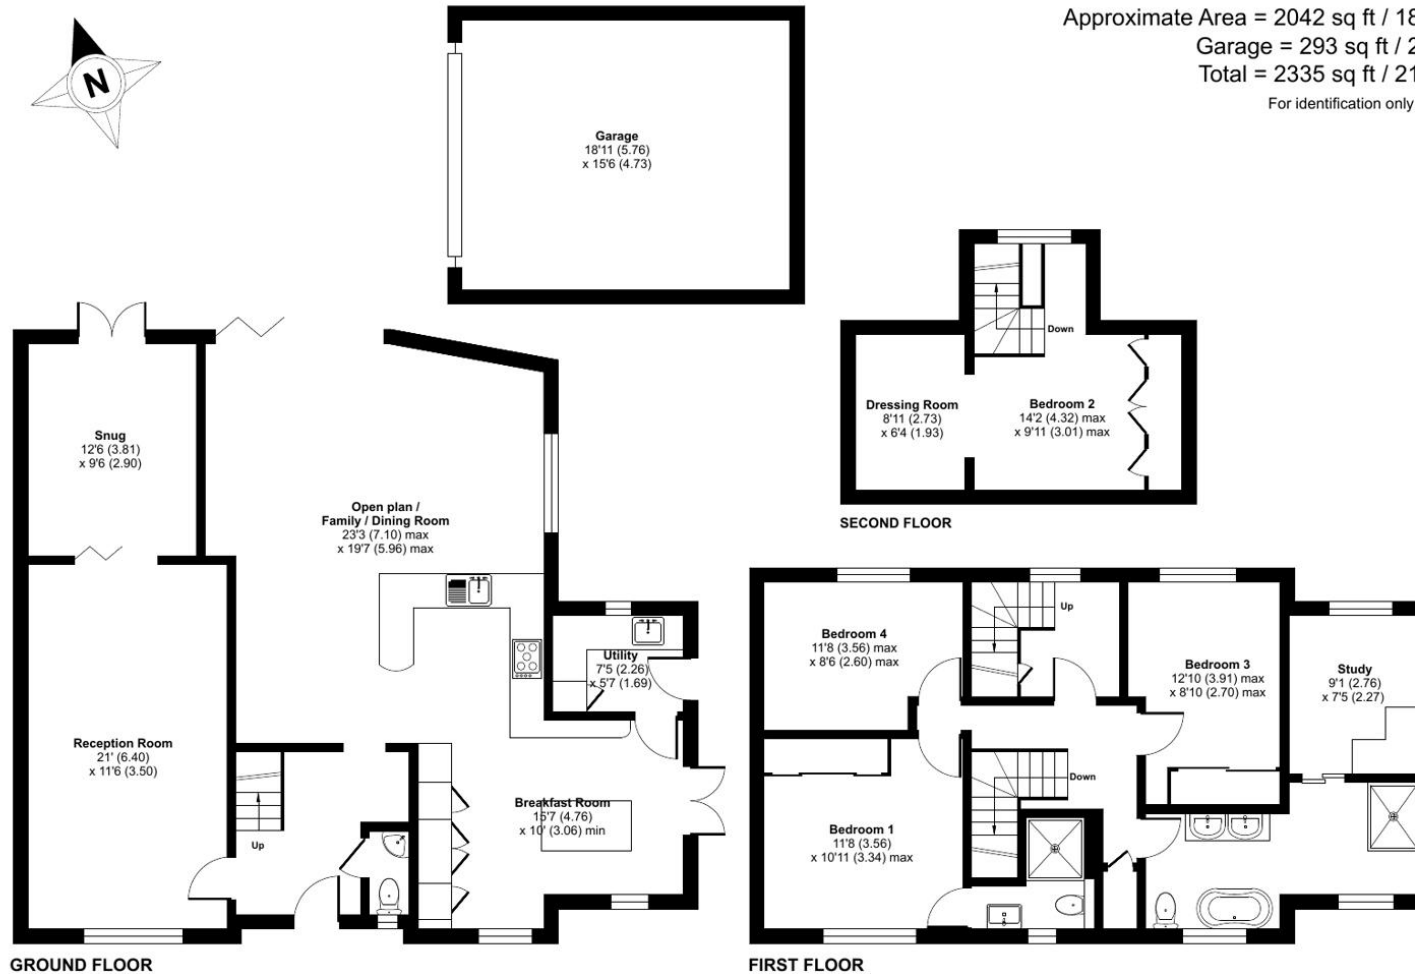 Approximate Area = 2042 sq ft / 18
Garage = 293 sq ft / 2
Total = 2335 sq ft / 21
For identification only
N
Garage
18'11 (5.76)
x 15'6 (4.73)
Down
Dressing Room
8'11 (2.73)
x 6'4 (1.93)
Bedroom 2
14'2 (4.32) max
x 9'11 (3.01) max
SECOND FLOOR
Snug
12'6 (3.81)
x 9'6 (2.90)
Open plan /
Family / Dining Room
23'3 (7.10) max
x 19'7 (5.96) max
Utility
7'5 (2.26)
x 5'7 (1.69)
Reception Room
21' (6.40)
x 11'6 (3.50)
Up
Breakfast Room
15'7 (4.76)
x 10' (3.06) min
GROUND FLOOR
Bedroom 4
11'8 (3.56) max
x 8'6 (2.60) max
Up
Bedroom 3
12'10 (3.91) max
x 8'10 (2.70) max
Study
9'1 (2.76)
x 7'5 (2.27)
Down
Bedroom 1
11'8 (3.56)
x 10'11 (3.34) max
FIRST FLOOR